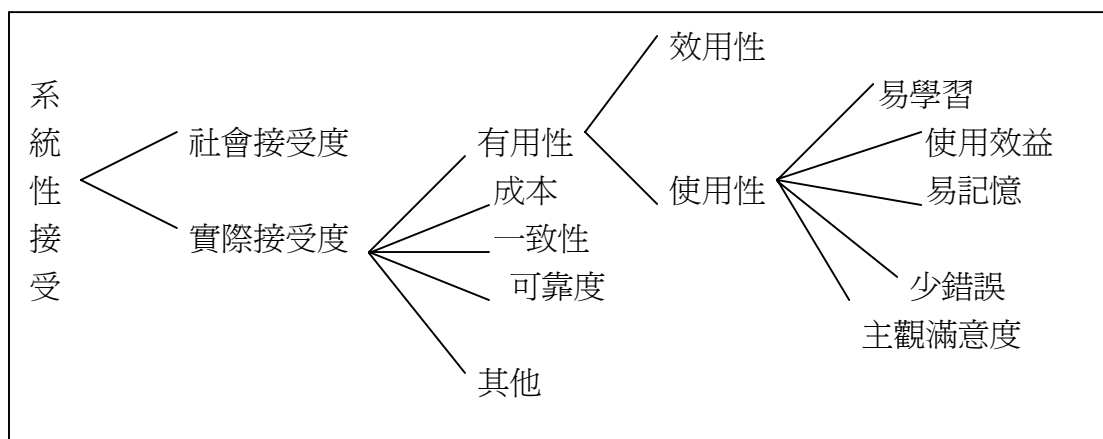 系統性接受
社會接受度
實際接受度
有用性
成本
一致性
可靠度
其他
效用性
使用性
易學習
使用效益
易記憶
少錯誤
主觀滿意度